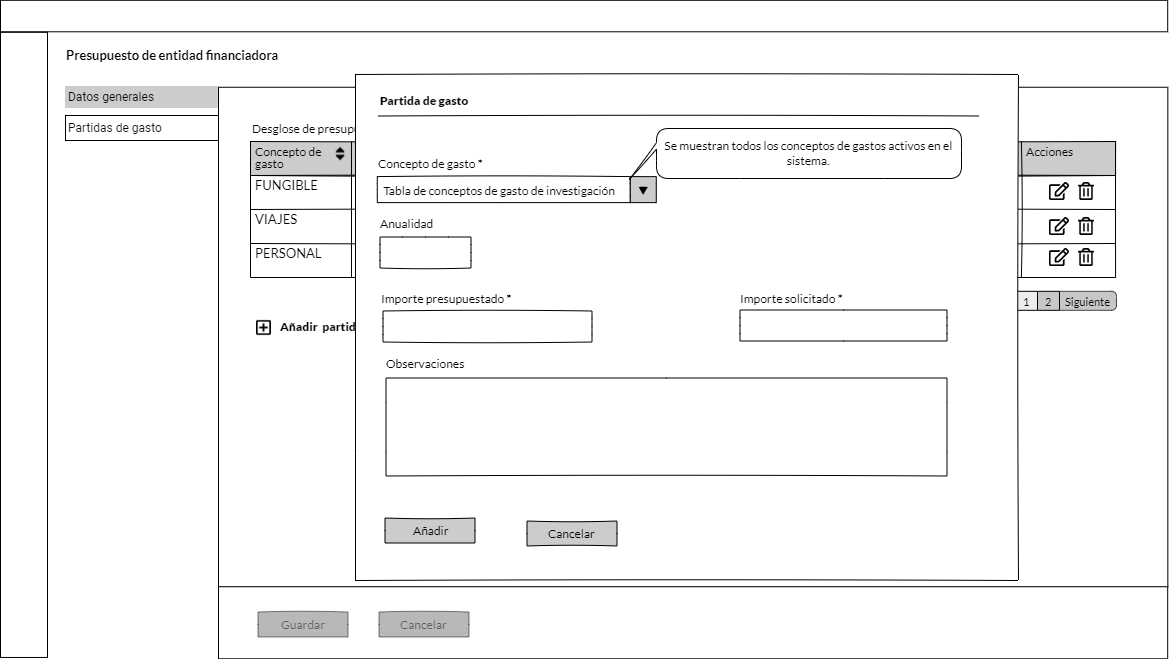 Presupuesto de entidad financiadora
Datos generales
Partidas de gasto
Desglose de presup
Concepto de
gasto
Acciones
FUNGIBLE
VIAJES
PERSONAL
1 2 Siguiente
Añadir partid
Partida de gasto
Se muestran todos los conceptos de gastos activos en el
sistema.
Concepto de gasto *
Tabla de conceptos de gasto de investigación
Anualidad
Importe presupuestado *
Importe solicitado *
Observaciones
Añadir
Cancelar
Guardar
Cancelar